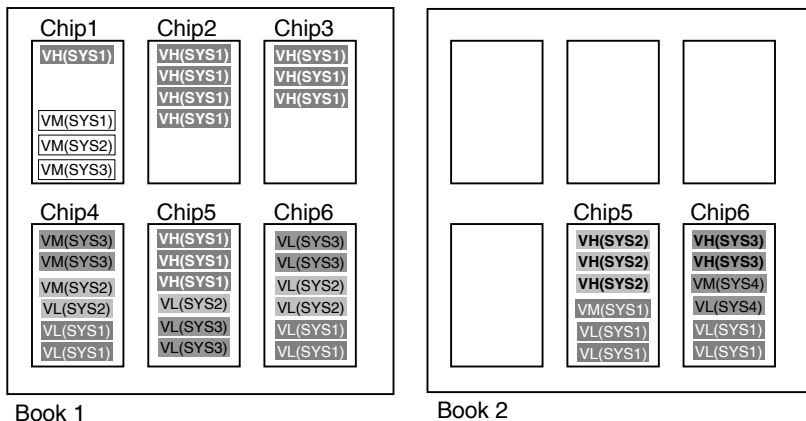 Chip1 Chip2 Chip3
VH(SYS1)
VM(SYS1)
VM(SYS2)
VM(SYS3)
VH(SYS1)
VH(SYS1)
VH(SYS1)
VH(SYS1)
VH(SYS1)
VH(SYS1)
VH(SYS1)
Chip4 Chip5 Chip6
VM(SYS3)
VM(SYS3)
VM(SYS2)
VL(SYS2)
VL(SYS1)
VL(SYS1)
VH(SYS1)
VH(SYS1)
VH(SYS1)
VL(SYS2)
VL(SYS3)
VL(SYS3)
VL(SYS3)
VL(SYS3)
VL(SYS2)
VL(SYS2)
VL(SYS1)
VL(SYS1)
Book 1
Chip5 Chip6
VH(SYS2)
VH(SYS2)
VH(SYS2)
VM(SYS1)
VL(SYS1)
VL(SYS1)
VH(SYS3)
VH(SYS3)
VM(SYS4)
VL(SYS4)
VL(SYS1)
VL(SYS1)
Book 2